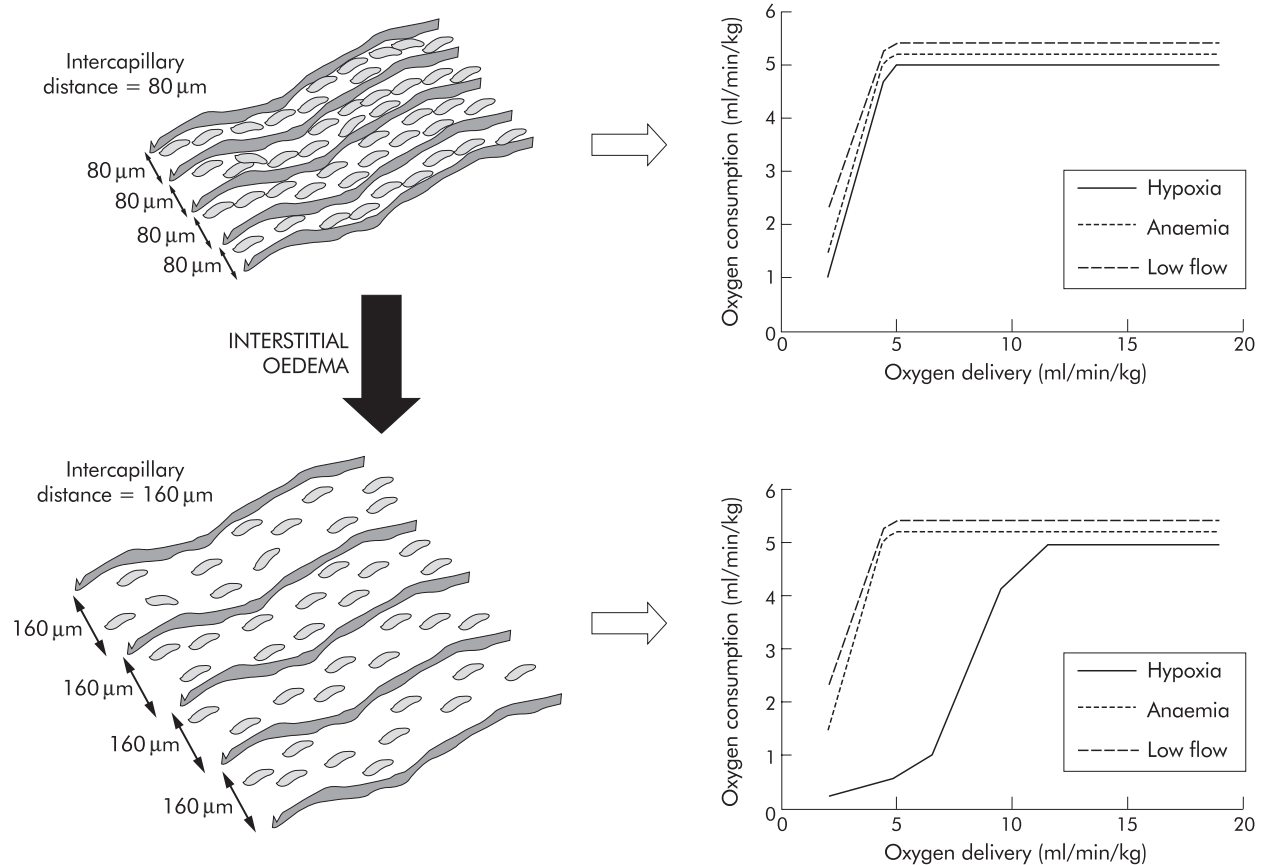 Intercapillary
distance = 80 μm
80 μm
80 μm
80 μm
80 μm
Oxygen consumption (ml/min/kg)
6
5
4
3
2
1
0
0
5
10
15
20
Oxygen delivery (ml/min/kg)
Hypoxia
Anaemia
Low flow
INTERSTITIAL
OEDEMA
Intercapillary
distance = 160 μm
160 μm
160 μm
160 μm
160 μm
Oxygen consumption (ml/min/kg)
6
5
4
3
2
1
0
0
5
10
15
20
Oxygen delivery (ml/min/kg)
Hypoxia
Anaemia
Low flow